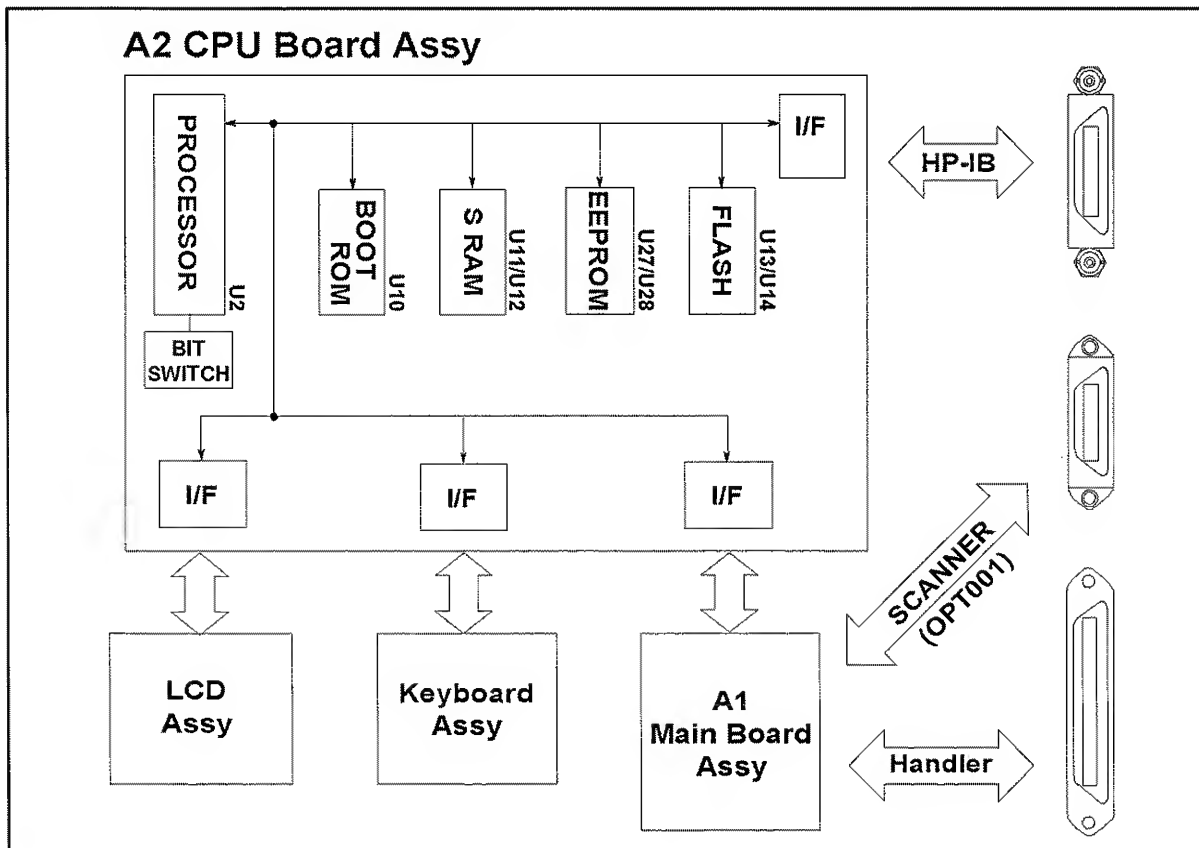 A2 CPU Board Assy
PROCESSOR
U2
BIT
SWITCH
BOOT
ROM
U10
S RAM
U11/U12
EEPROM
U27/U28
FLASH
U13/U14
I/F
HP-IB
I/F
I/F
I/F
SCANNER
(OPT001)
LCD
Assy
Keyboard
Assy
A1
Main Board
Assy
Handler